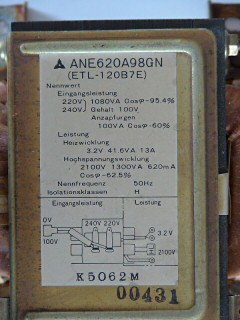 ▲ ANE620A98GN
(ETL-120B7E)
Nennwert
Eingangsleistung
220V 1080VA Cosφ-95.4%
240V Gehalt 100V
Anzapfungen
100VA Cosφ-60%
Leistung
Heizwicklung
3.2V 41.6VA 13A
Hochspannungswicklung
2100V 1300VA 620mA
Cosφ-62.5%
Nennfrequenz 50Hz
Isolationsklassen H
Eingangsleistung Leistung
0V 240V 220V
100V
3.2V
2100V
K5062M
00431